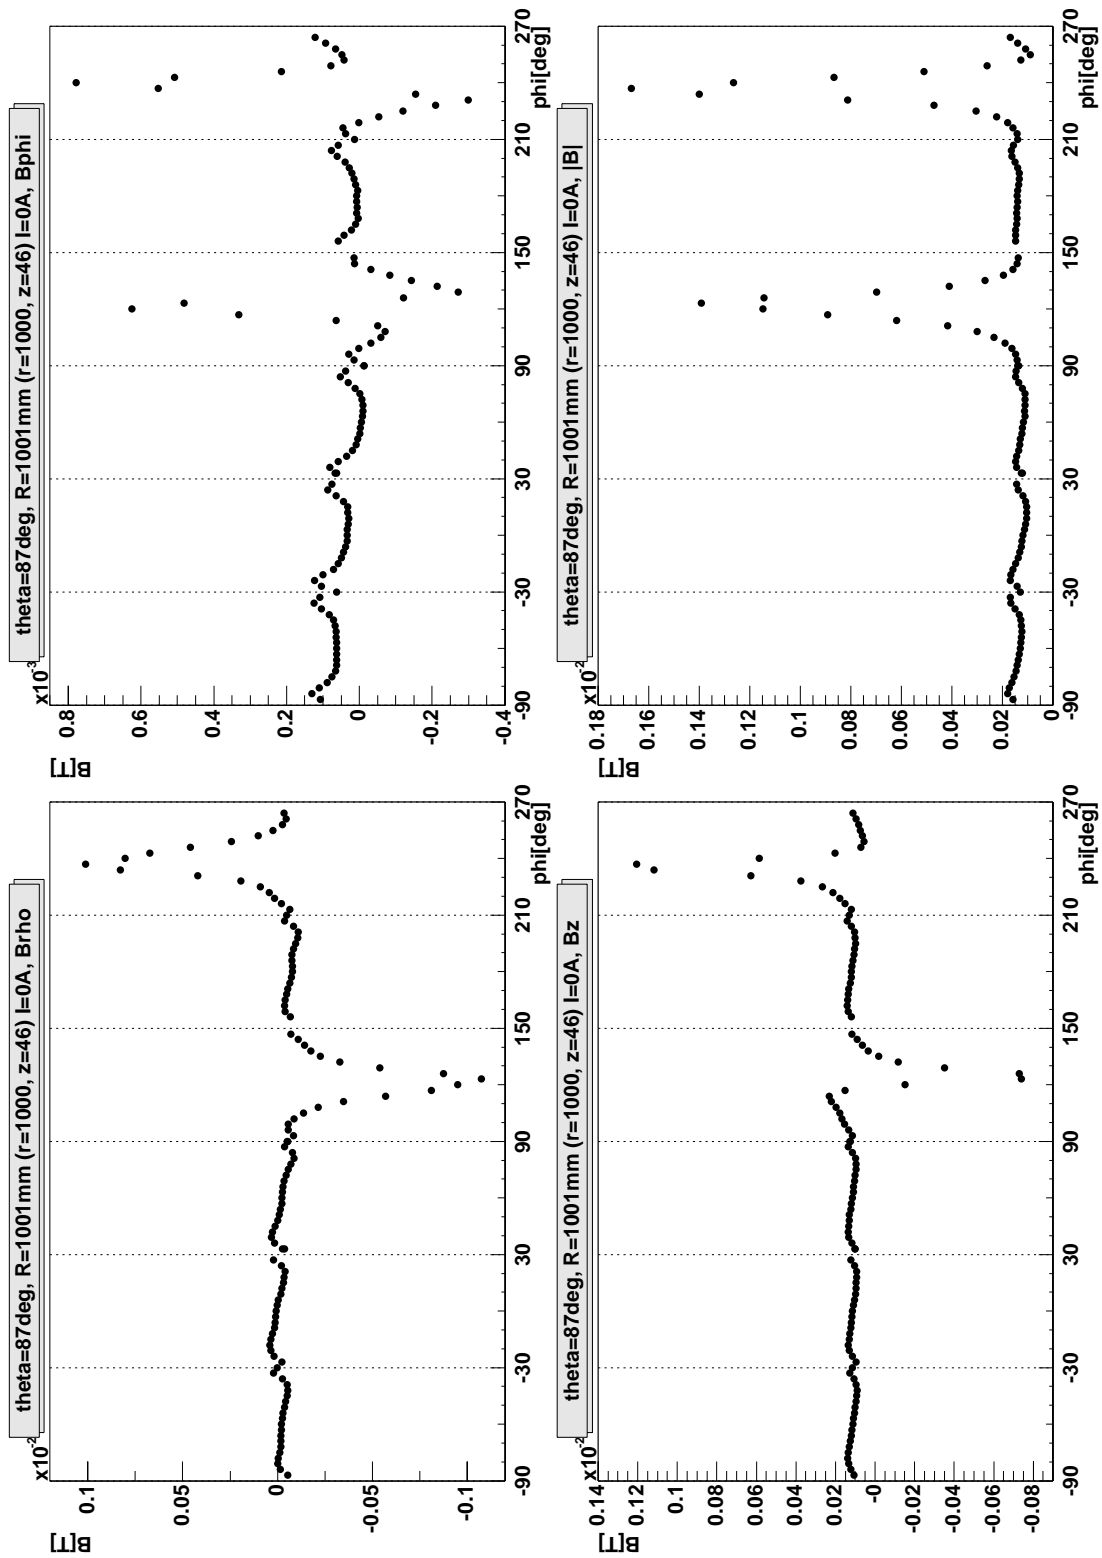 theta=87deg, R=1001mm (r=1000, z=46) I=0A, Brho
x10-2
B[T]
0.1
0.05
0
-0.05
-0.1
-90 -30 30 90 150 210 270
phi[deg]
theta=87deg, R=1001mm (r=1000, z=46) I=0A, Bphi
x10-3
B[T]
0.8
0.6
0.4
0.2
0
-0.2
-0.4
-90 -30 30 90 150 210 270
phi[deg]
theta=87deg, R=1001mm (r=1000, z=46) I=0A, Bz
x10-2
B[T]
0.14
0.12
0.1
0.08
0.06
0.04
0.02
-0
-0.02
-0.04
-0.06
-0.08
-90 -30 30 90 150 210 270
phi[deg]
theta=87deg, R=1001mm (r=1000, z=46) I=0A, |B|
x10-2
B[T]
0.18
0.16
0.14
0.12
0.1
0.08
0.06
0.04
0.02
0
-90 -30 30 90 150 210 270
phi[deg]